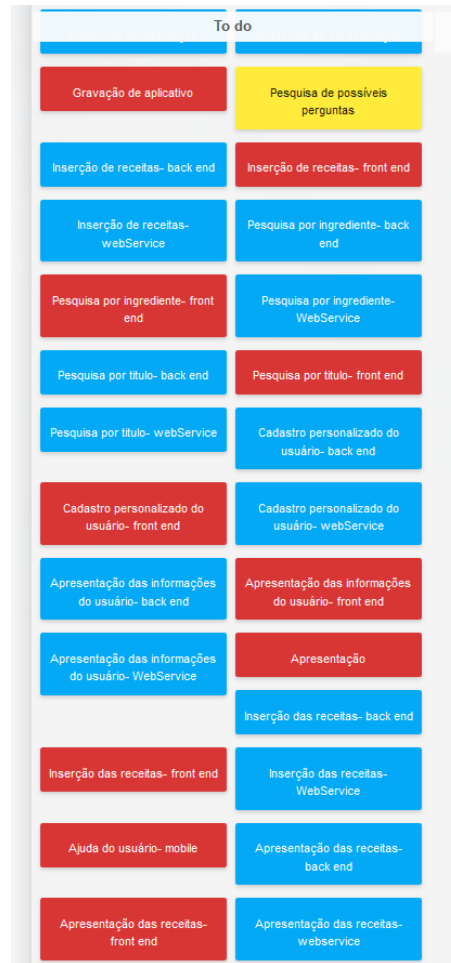 To do
Gravação de aplicativo
Pesquisa de possíveis
perguntas
Inserção de receitas- back end
Inserção de receitas- front end
Inserção de receitas-
webService
Pesquisa por ingrediente- back
end
Pesquisa por ingrediente- front
end
Pesquisa por ingrediente-
WebService
Pesquisa por titulo- back end
Pesquisa por titulo- front end
Pesquisa por titulo- webService
Cadastro personalizado do
usuário- back end
Cadastro personalizado do
usuário- front end
Cadastro personalizado do
usuário- webService
Apresentação das informações
do usuário- back end
Apresentação das informações
do usuário- front end
Apresentação das informações
do usuário- WebService
Apresentação
Inserção das receitas- back end
Inserção das receitas- front end
Inserção das receitas-
WebService
Ajuda do usuário- mobile
Apresentação das receitas-
back end
Apresentação das receitas-
front end
Apresentação das receitas-
webservice